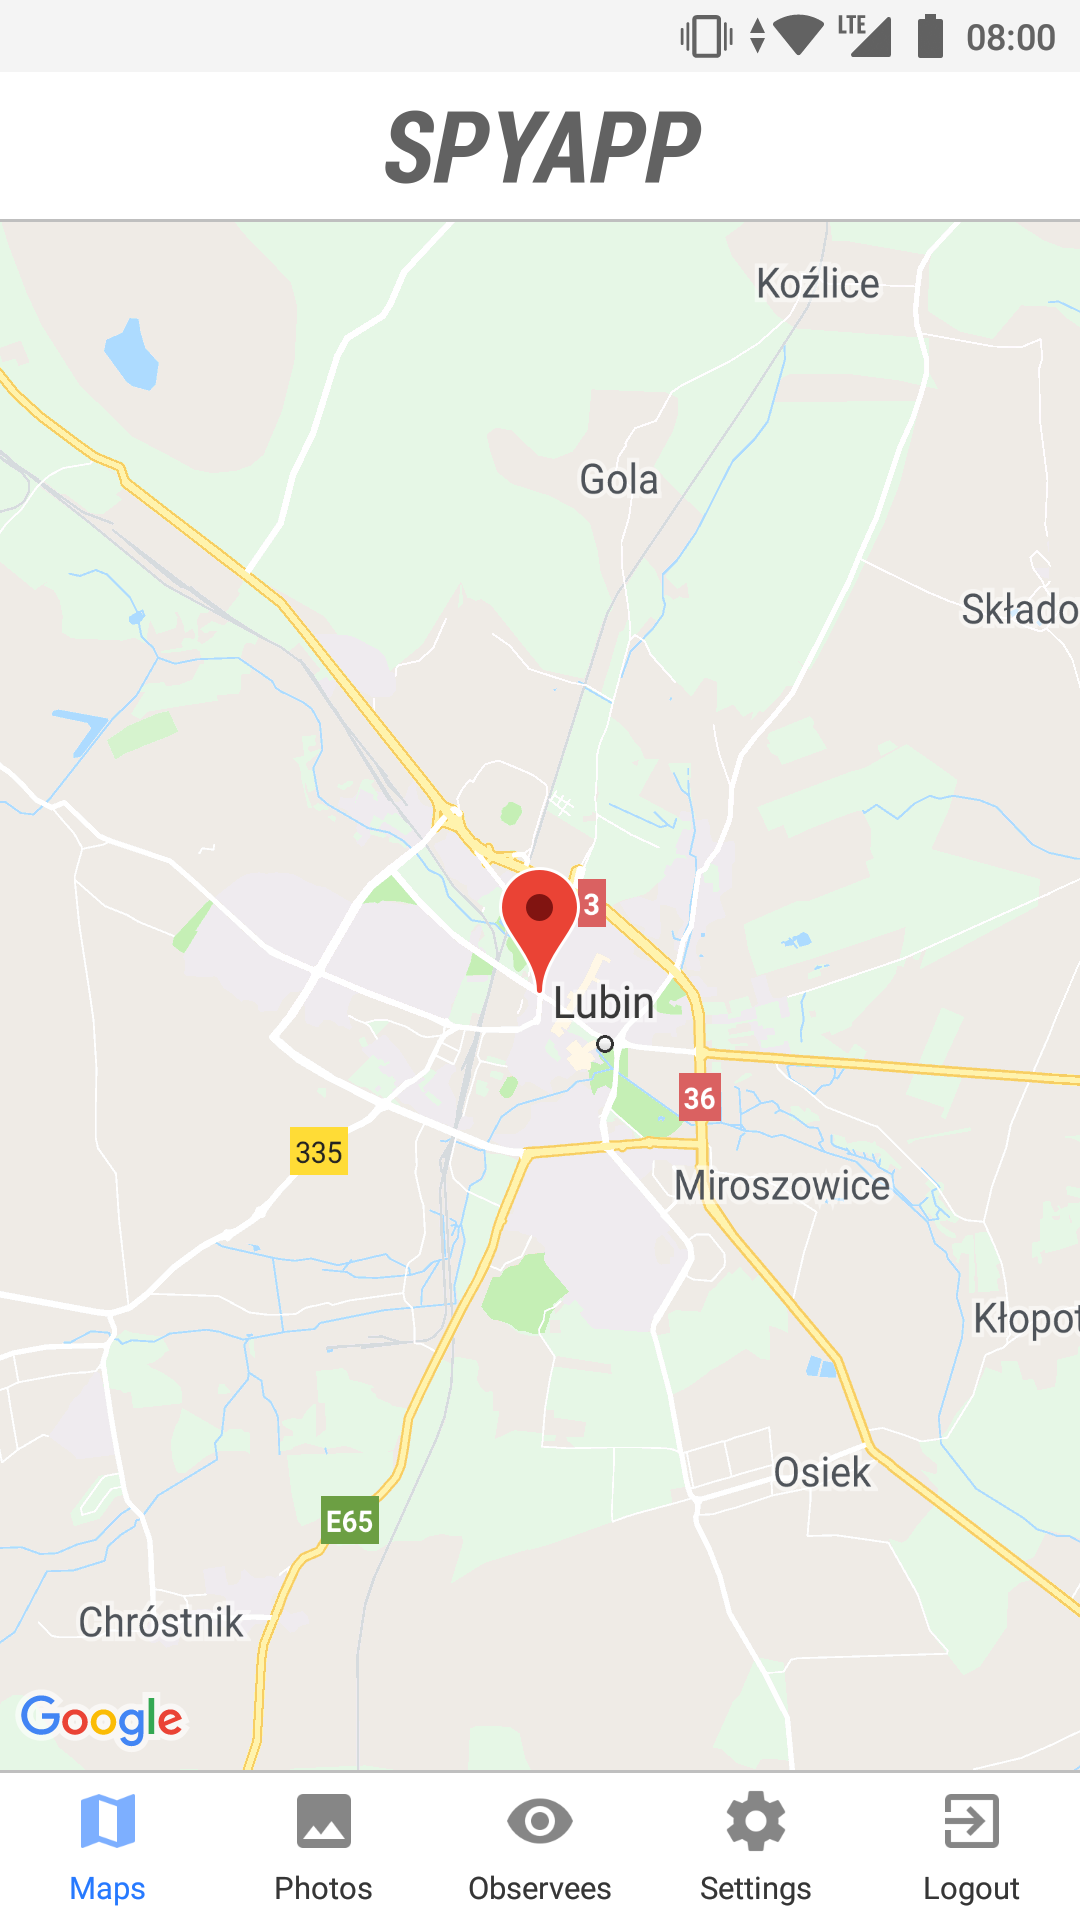 LTE 08:00
SPYAPP
Koźlice
Gola
Składo
3
Lubin
36
335
Miroszowice
Kłopot
Osiek
E65
Chróstnik
Google
Maps Photos Observees Settings Logout